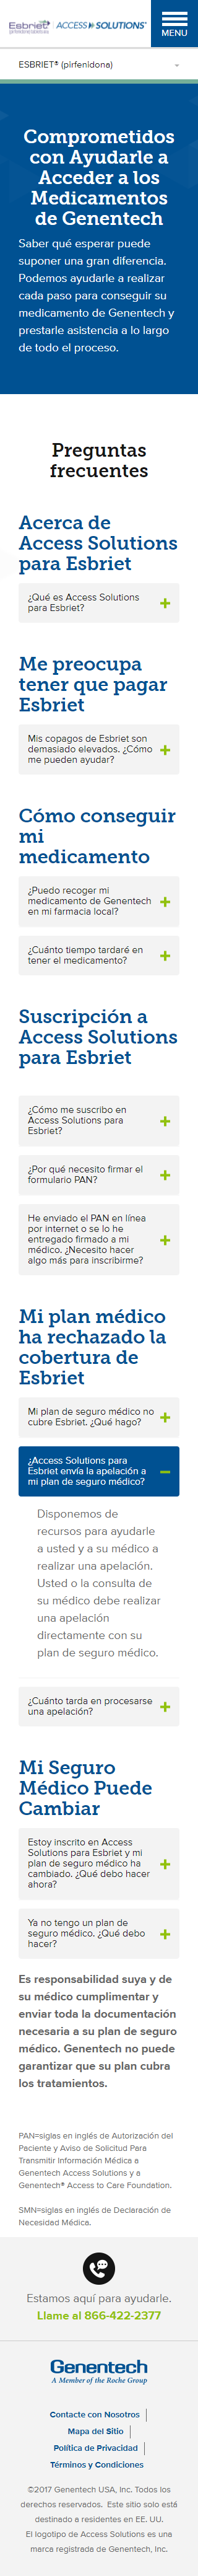 Esbriet
ACCESS SOLUTIONS®
MENU
ESBRIET® (pirfenidona)
Comprometidos
con Ayudarle a
Acceder a los
Medicamentos
de Genentech
Saber qué esperar puede
suponer una gran diferencia.
Podemos ayudarle a realizar
cada paso para conseguir su
medicamento de Genentech y
prestarle asistencia a lo largo
de todo el proceso.
Preguntas
frecuentes
Acerca de
Access Solutions
para Esbriet
¿Qué es Access Solutions
para Esbriet?
Me preocupa
tener que pagar
Esbriet
Mis copagos de Esbriet son
demasiado elevados. ¿Cómo
me pueden ayudar?
Cómo conseguir
mi
medicamento
¿Puedo recoger mi
medicamento de Genentech
en mi farmacia local?
¿Cuánto tiempo tardaré en
tener el medicamento?
Suscripción a
Access Solutions
para Esbriet
¿Cómo me suscribo en
Access Solutions para
Esbriet?
¿Por qué necesito firmar el
formulario PAN?
He enviado el PAN en línea
por internet o se lo he
entregado firmado a mi
médico. ¿Necesito hacer
algo más para inscribirme?
Mi plan médico
ha rechazado la
cobertura de
Esbriet
Mi plan de seguro médico no
cubre Esbriet. ¿Qué hago?
¿Access Solutions para
Esbriet envía la apelación a
mi plan de seguro médico?
Disponemos de
recursos para ayudarle
a usted y a su médico a
realizar una apelación.
Usted o la consulta de
su médico debe realizar
una apelación
directamente con su
plan de seguro médico.
¿Cuánto tarda en procesarse
una apelación?
Mi Seguro
Médico Puede
Cambiar
Estoy inscrito en Access
Solutions para Esbriet y mi
plan de seguro médico ha
cambiado. ¿Qué debo hacer
ahora?
Ya no tengo un plan de
seguro médico. ¿Qué debo
hacer?
Es responsabilidad suya y de
su médico cumplimentar y
enviar toda la documentación
necesaria a su plan de seguro
médico. Genentech no puede
garantizar que su plan cubra
los tratamientos.
PAN=siglas en inglés de Autorización del
Paciente y Aviso de Solicitud Para
Transmitir Información Médica a
Genentech Access Solutions y a
Genentech® Access to Care Foundation.
SMN=siglas en inglés de Declaración de
Necesidad Médica.
Estamos aquí para ayudarle.
Llame al 866-422-2377
Genentech
A Member of the Roche Group
Contacte con Nosotros
Mapa del Sitio
Política de Privacidad
Términos y Condiciones
©2017 Genentech USA, Inc. Todos los
derechos reservados. Este sitio solo está
destinado a residentes en EE. UU.
El logotipo de Access Solutions es una
marca registrada de Genentech, Inc.